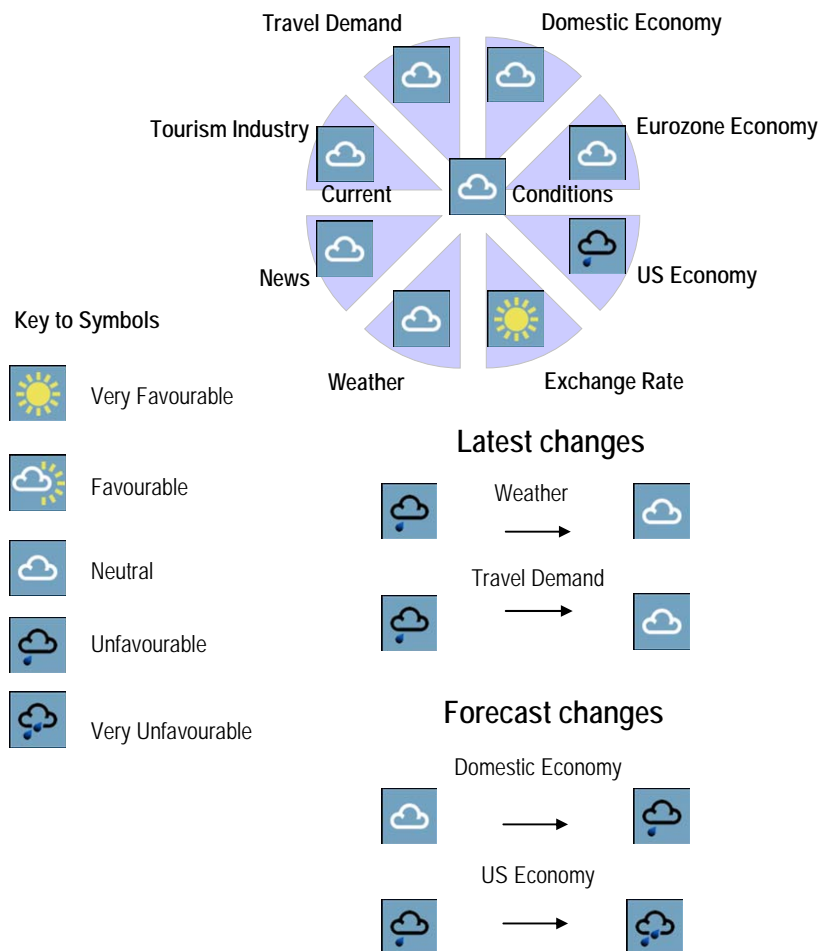 Travel Demand
Domestic Economy
Tourism Industry
Eurozone Economy
Current
Conditions
News
US Economy
Weather
Exchange Rate
Key to Symbols
Very Favourable
Favourable
Neutral
Unfavourable
Very Unfavourable
Latest changes
Weather
Travel Demand
Forecast changes
Domestic Economy
US Economy